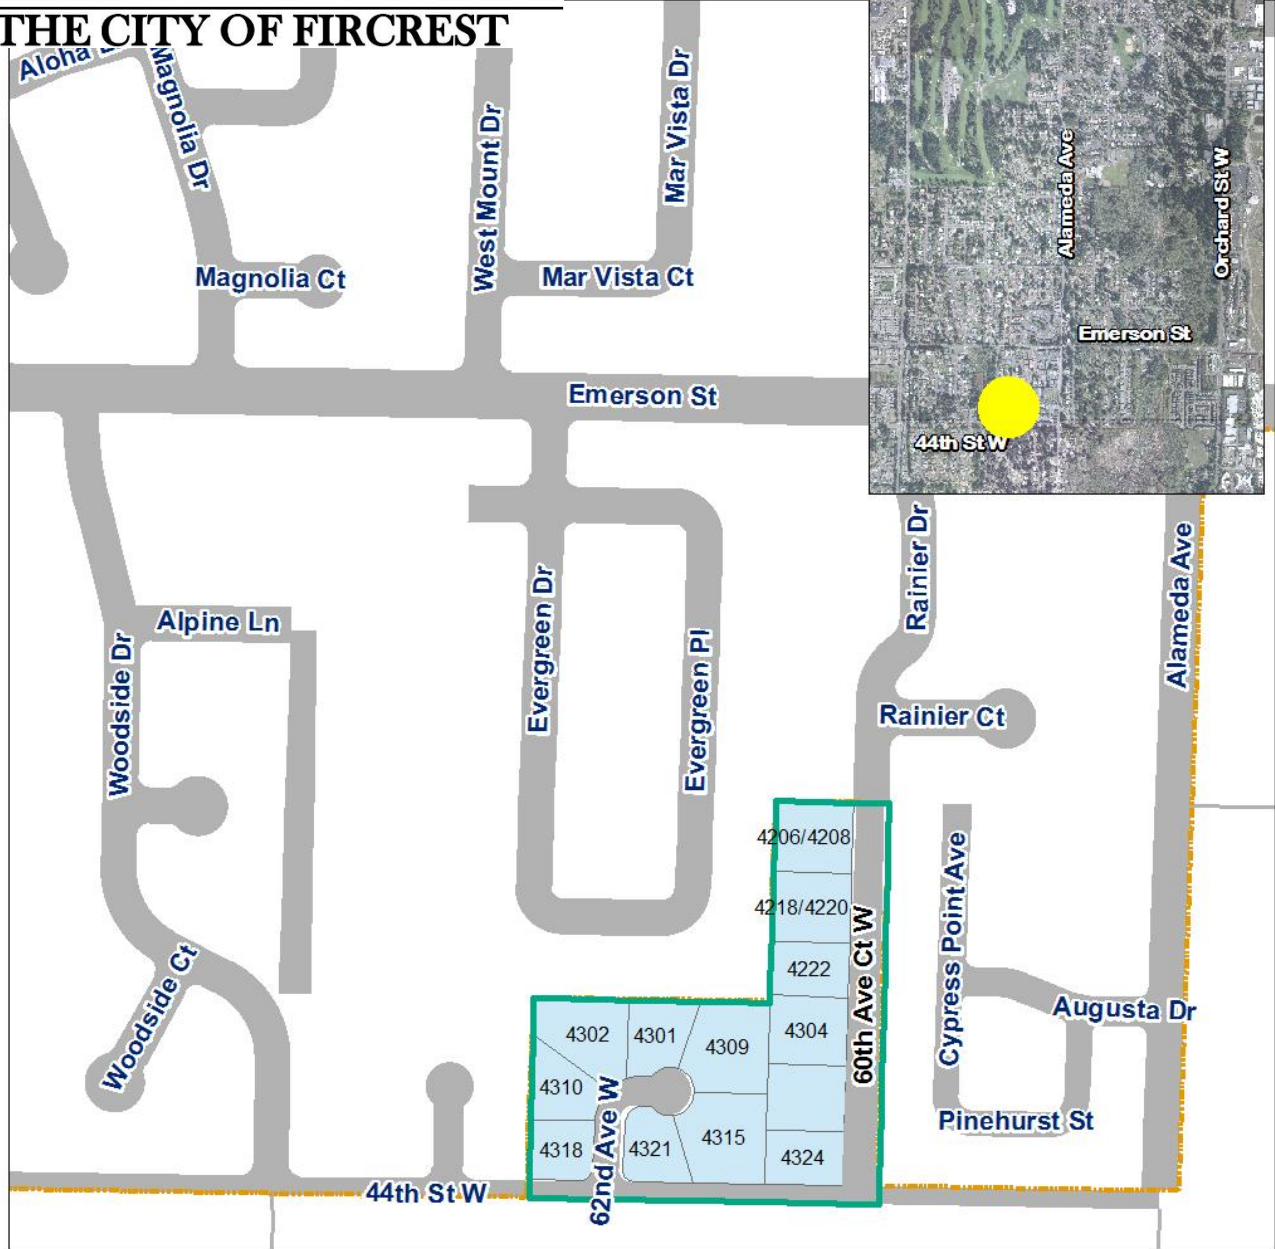 THE CITY OF FIRCREST
Aloha
Magnolia Dr
West Mount Dr
Mar Vista Dr
Magnolia Ct
Mar Vista Ct
Emerson St
Alameda Ave
Orchard St W
Emerson St
44th St W
Rainier Dr
Alameda Ave
Alpine Ln
Woodside Dr
Evergreen Dr
Evergreen Pl
Rainier Ct
4206/4208
4218/4220
4222
4304
60th Ave Ct W
Cypress Point Ave
Augusta Dr
Woodside Ct
4302
4301
4309
4310
62nd Ave W
4318
4321
4315
4324
Pinehurst St
44th St W